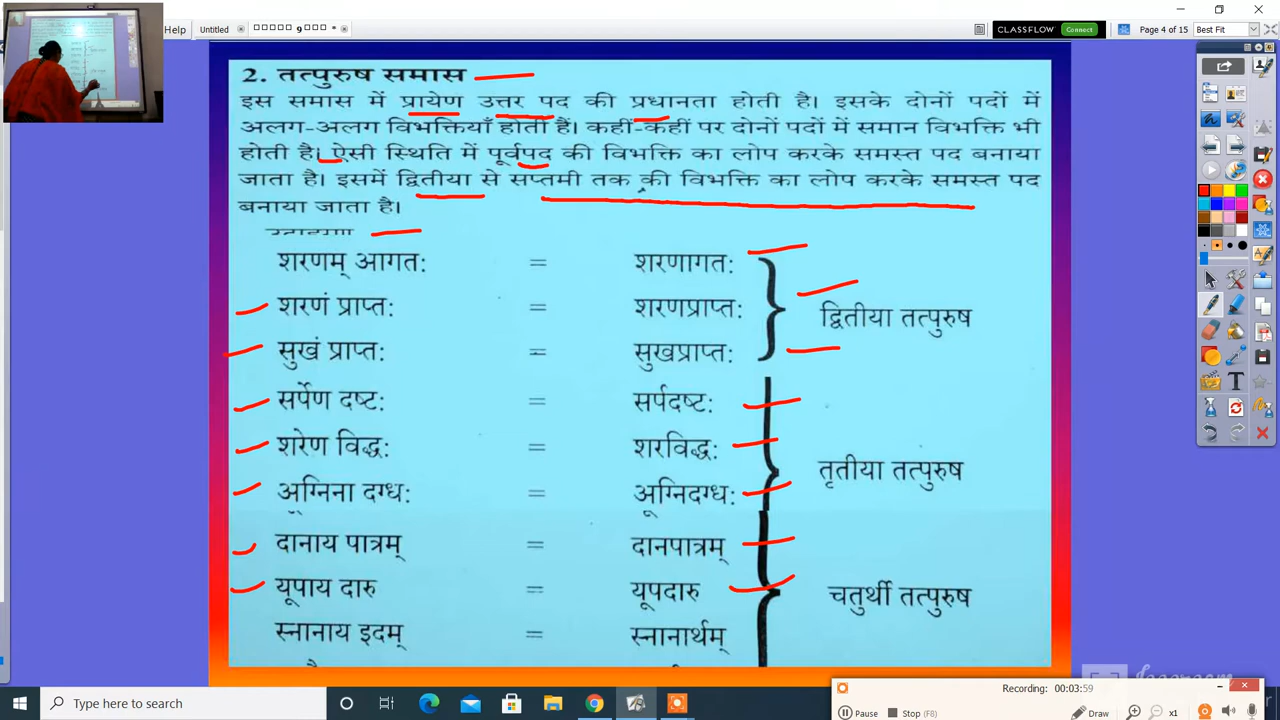 Help Untitled 9 CLASSFLOW Connect Page 4 of 15 Best Fit
2. तत्पुरुष समास
इस समास में प्रायेण उत्तर पद की प्रधानता होती है। इसके दोनों पदों में
अलग-अलग विभक्तियाँ होती हैं। कहीं-कहीं पर दोनों पदों में समान विभक्ति भी
होती है। ऐसी स्थिति में पूर्वपद की विभक्ति का लोप करके समस्त पद बनाया
जाता है। इसमें द्वितीया से सप्तमी तक की विभक्ति का लोप करके समस्त पद
बनाया जाता है।
शरणम् आगतः = शरणागतः
शरणं प्राप्तः = शरणप्राप्तः द्वितीया तत्पुरुष
सुखं प्राप्तः = सुखप्राप्तः
सर्पेण दष्टः = सर्पदष्टः
शरेण विद्धः = शरविद्धः तृतीया तत्पुरुष
अग्निना दग्धः = अग्निदग्धः
दानाय पात्रम् = दानपात्रम्
यूपाय दारु = यूपदारु चतुर्थी तत्पुरुष
स्नानाय इदम् = स्नानार्थम्
Recording: 00:03:59
Type here to search
Pause Stop (F8) Draw x1